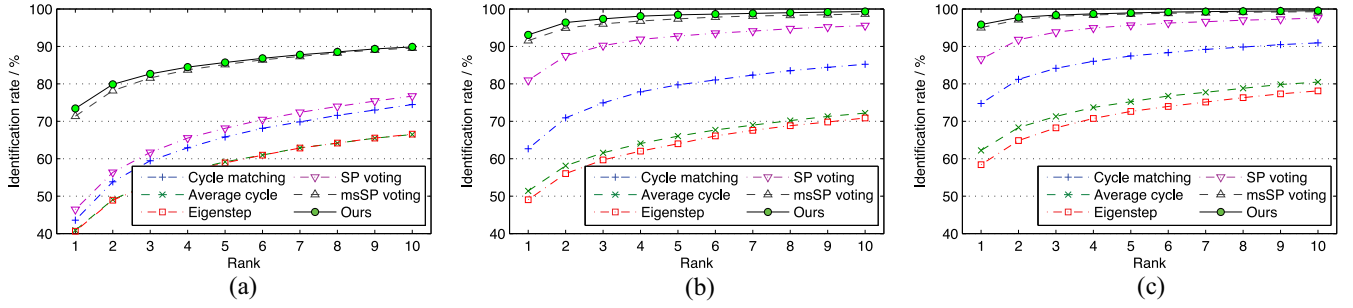 100
90
80
70
60
50
40
Identification rate / %
1 2 3 4 5 6 7 8 9 10
Rank
Cycle matching
Average cycle
Eigenstep
SP voting
msSP voting
Ours
(a)
100
90
80
70
60
50
40
Identification rate / %
1 2 3 4 5 6 7 8 9 10
Rank
Cycle matching
Average cycle
Eigenstep
SP voting
msSP voting
Ours
(b)
100
90
80
70
60
50
40
Identification rate / %
1 2 3 4 5 6 7 8 9 10
Rank
Cycle matching
Average cycle
Eigenstep
SP voting
msSP voting
Ours
(c)